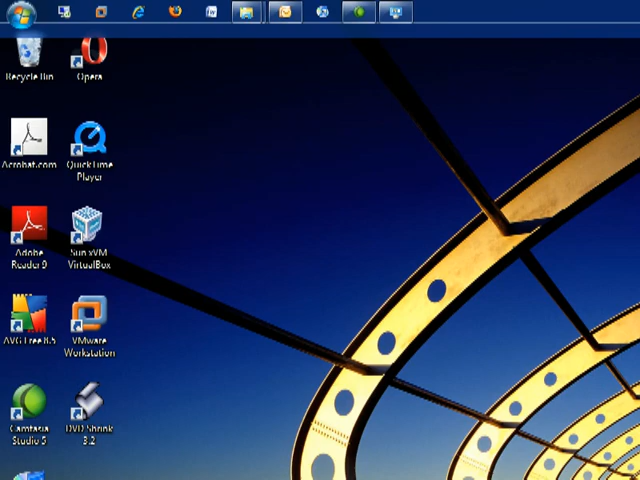 Recycle Bin
Opera
Acrobat.com
QuickTime
Player
Adobe
Reader 9
Sun xVM
VirtualBox
AVG Free 8.5
VMware
Workstation
Camtasia
Studio 5
DVD Shrink
3.2